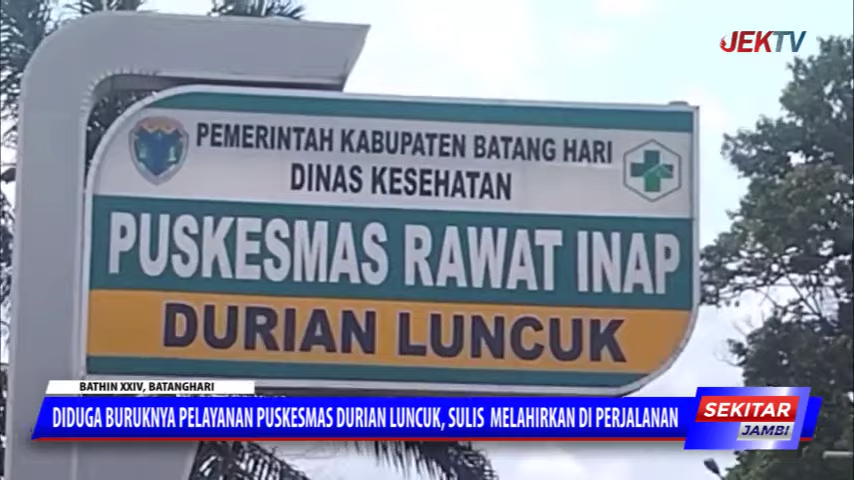 JEKTV
PEMERINTAH KABUPATEN BATANG HARI
DINAS KESEHATAN
PUSKESMAS RAWAT INAP
DURIAN LUNCUK
BATHIN XXIV, BATANGHARI
DIDUGA BURUKNYA PELAYANAN PUSKESMAS DURIAN LUNCUK, SULIS MELAHIRKAN DI PERJALANAN
SEKITAR
JAMBI